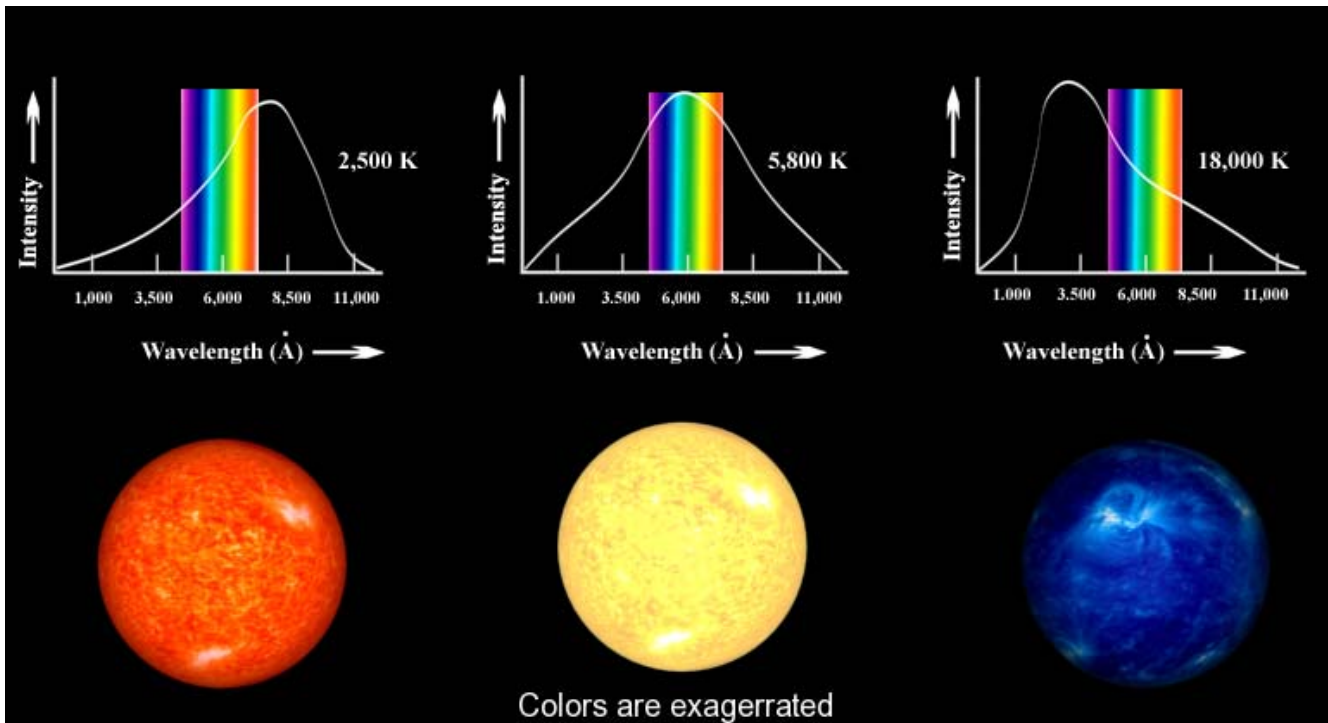 Intensity
2,500 K
1,000 3.500 6,000 8,500 11,000
Wavelength (Å)
Intensity
5,800 K
1.000 3.500 6,000 8,500 11,000
Wavelength (Å)
Intensity
18,000 K
1.000 3.500 6,000 8,500 11,000
Wavelength (Å)
Colors are exagerrated